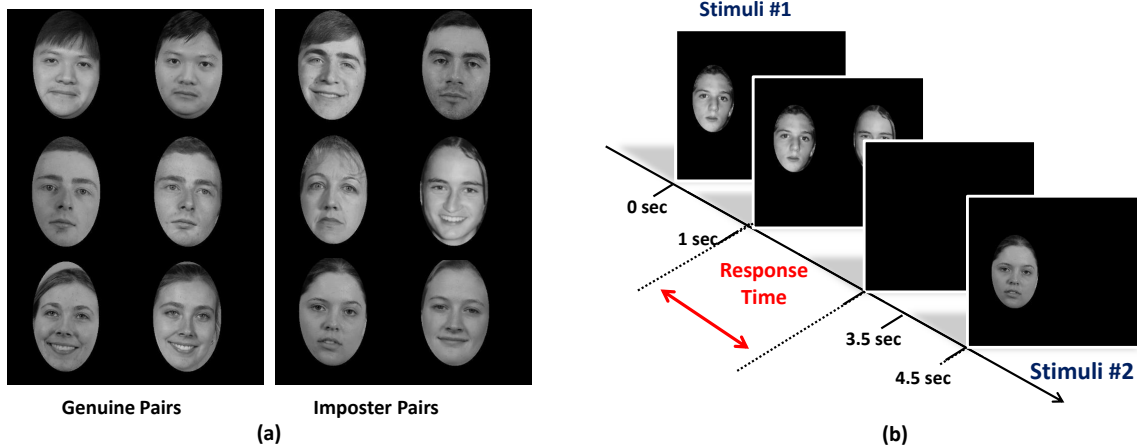 Genuine Pairs
Imposter Pairs
(a)
Stimuli #1
0 sec
1 sec
Response
Time
3.5 sec
4.5 sec
Stimuli #2
(b)